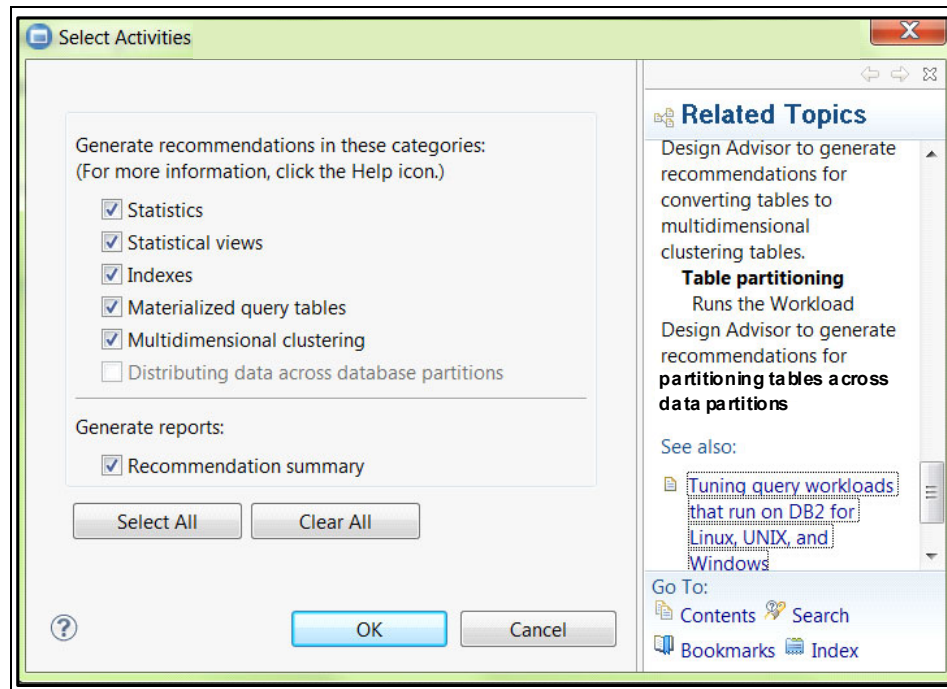 Select Activities
Generate recommendations in these categories:
(For more information, click the Help icon.)
Statistics
Statistical views
Indexes
Materialized query tables
Multidimensional clustering
Distributing data across database partitions
Generate reports:
Recommendation summary
Select All
Clear All
OK
Cancel
Related Topics
Design Advisor to generate
recommendations for
converting tables to
multidimensional
clustering tables.
Table partitioning
Runs the Workload
Design Advisor to generate
recommendations for
partitioning tables across
data partitions
See also:
Tuning query workloads
that run on DB2 for
Linux, UNIX, and
Windows
Go To:
Contents
Search
Bookmarks
Index